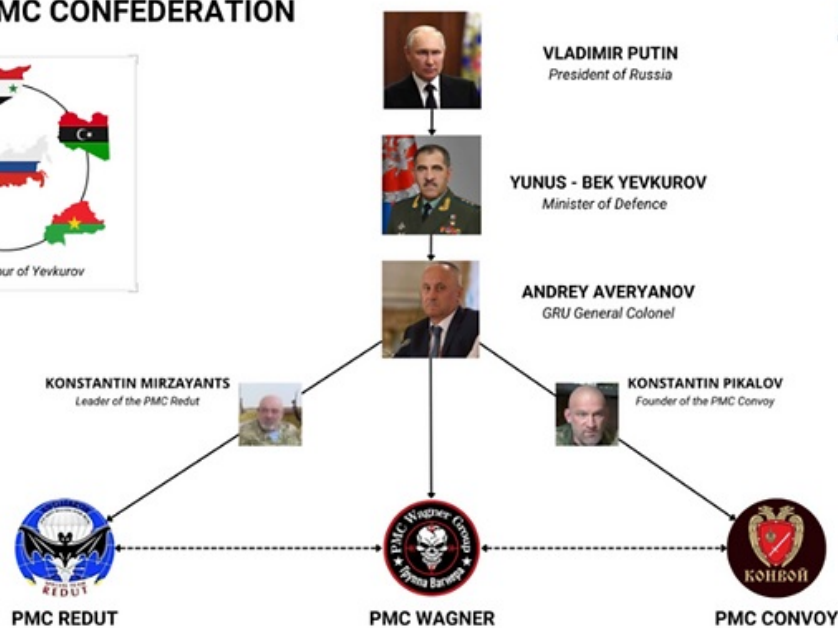 MC CONFEDERATION
VLADIMIR PUTIN
President of Russia
YUNUS - BEK YEVKUROV
Minister of Defence
our of Yevkurov
ANDREY AVERYANOV
GRU General Colonel
KONSTANTIN MIRZAYANTS
Leader of the PMC Redut
KONSTANTIN PIKALOV
Founder of the PMC Convoy
REDUT
PMC Wagner Group
Группа Вагнера
КОНВОЙ
PMC REDUT
PMC WAGNER
PMC CONVOY